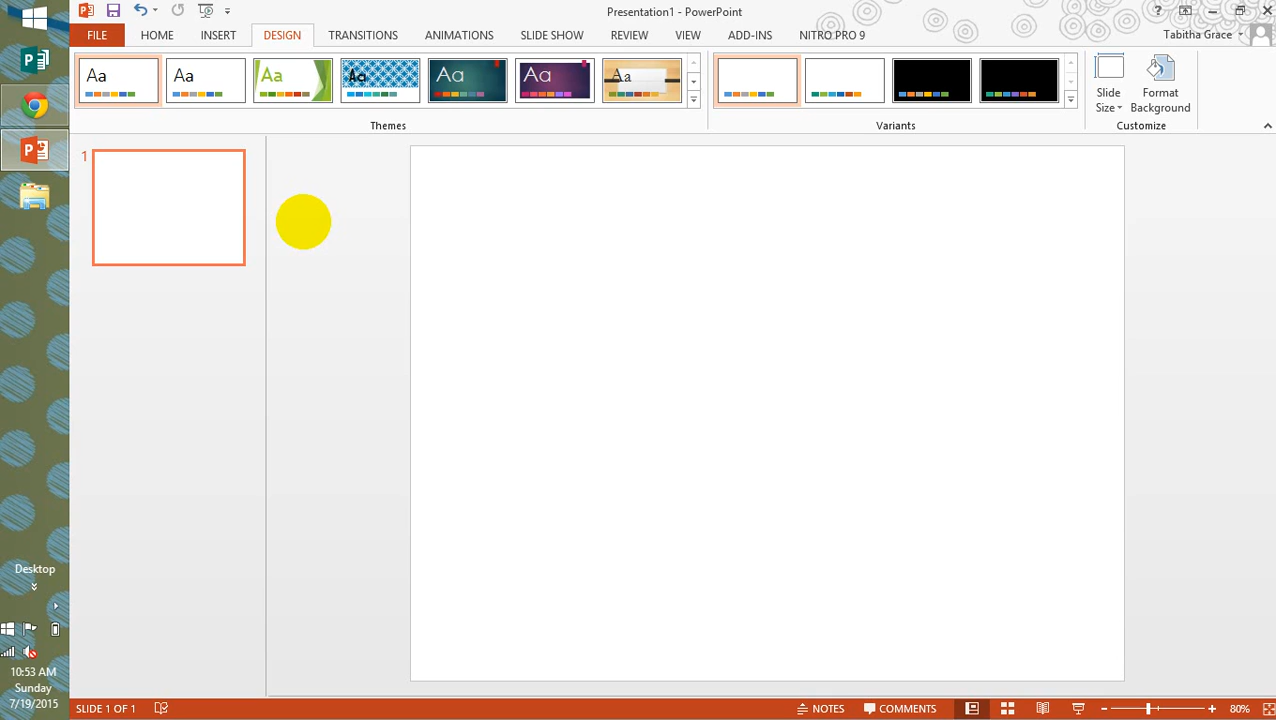 Presentation1 - PowerPoint
?
FILE
HOME
INSERT
DESIGN
TRANSITIONS
ANIMATIONS
SLIDE SHOW
REVIEW
VIEW
ADD-INS
NITRO PRO 9
Tabitha Grace
Aa
Aa
Aa
Aa
Aa
Aa
Aa
Slide Size
Format Background
Themes
Variants
Customize
1
Desktop
10:53 AM
Sunday
7/19/2015
SLIDE 1 OF 1
NOTES
COMMENTS
80%